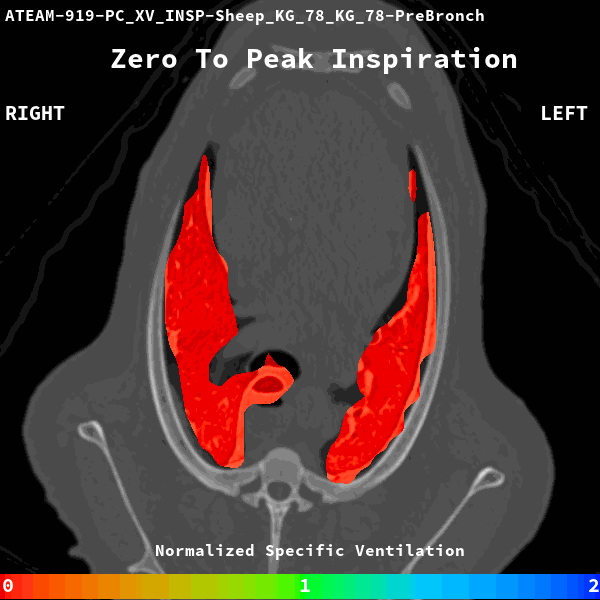 ATEAM-919-PC_XV_INSP-Sheep_KG_78_KG_78-PreBronch
Zero To Peak Inspiration
RIGHT
LEFT
Normalized Specific Ventilation
0
1
2